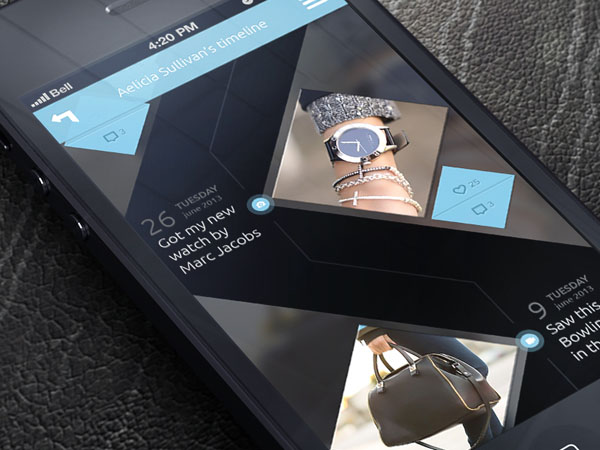 Bell
4:20 PM
Aelicia Sullivan's timeline
3
25
3
26
TUESDAY
june 2013
Got my new
watch by
Marc Jacobs
9
TUESDAY
june 2013
Saw this
Bowlin
in th